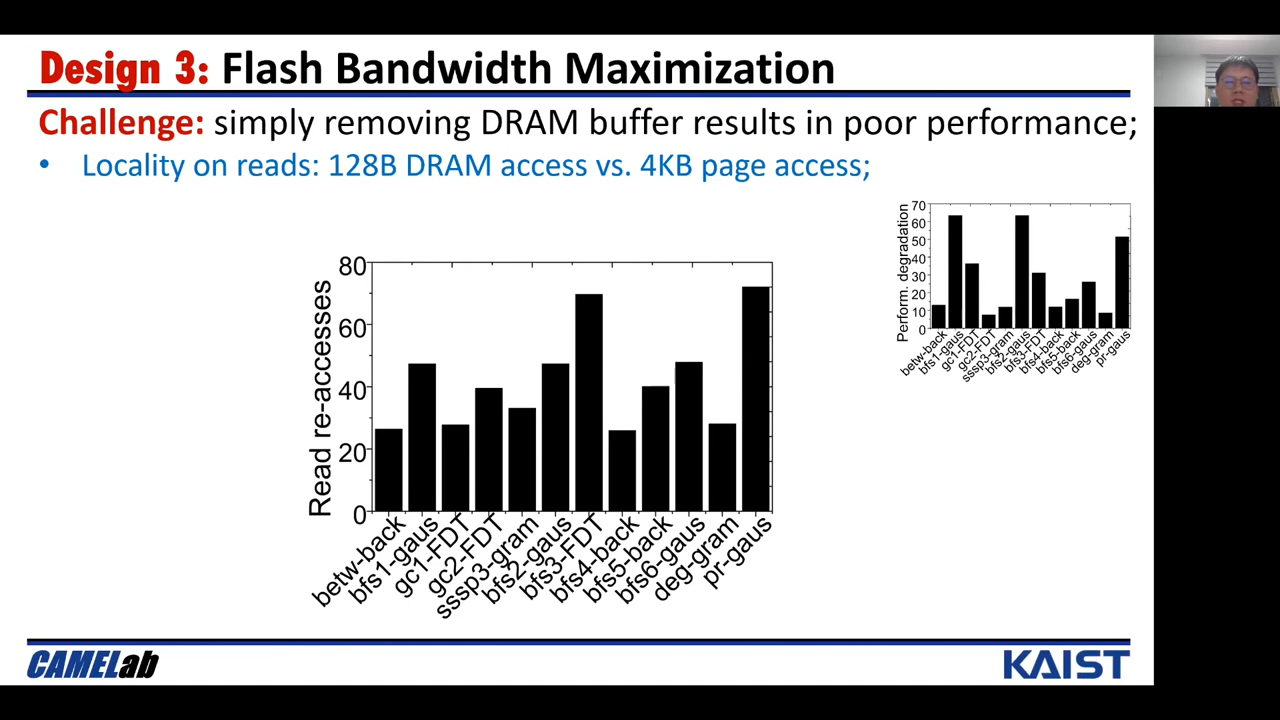 Design 3: Flash Bandwidth Maximization
Challenge: simply removing DRAM buffer results in poor performance;
• Locality on reads: 128B DRAM access vs. 4KB page access;
Read re-accesses
80
60
40
20
0
betw-back
bfs1-gaus
gc1-FDT
gc2-FDT
sssp3-gram
bfs2-gaus
bfs3-FDT
bfs4-back
bfs5-back
bfs6-gaus
deg-gram
pr-gaus
Perform. degradation
70
60
50
40
30
20
10
0
betw-back
bfs1-gaus
gc1-FDT
gc2-FDT
sssp3-gram
bfs2-gaus
bfs3-FDT
bfs4-back
bfs5-back
bfs6-gaus
deg-gram
pr-gaus
CAMELab
KAIST